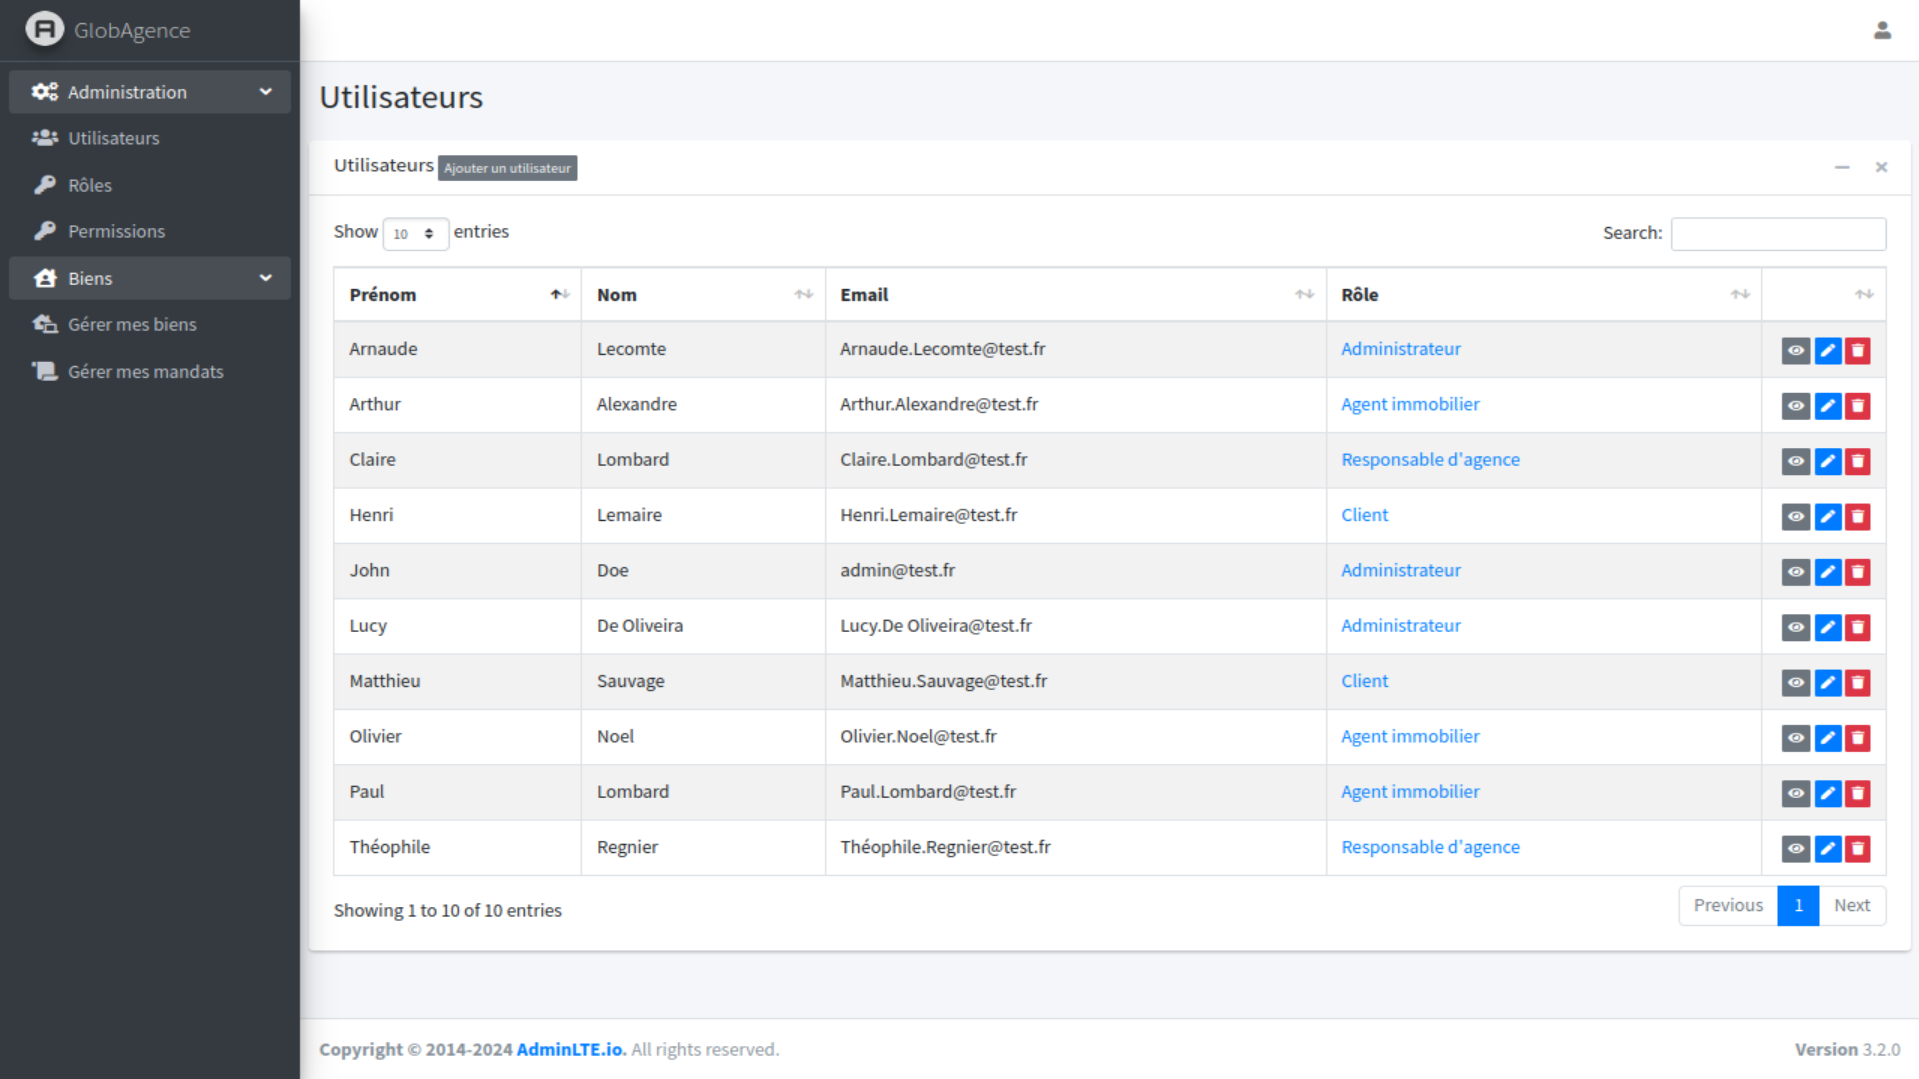 GlobAgence
Administration
Utilisateurs
Rôles
Permissions
Biens
Gérer mes biens
Gérer mes mandats
Utilisateurs
Utilisateurs Ajouter un utilisateur
Show 10 entries Search:
Prénom Nom Email Rôle
Arnaude Lecomte Arnaude.Lecomte@test.fr Administrateur
Arthur Alexandre Arthur.Alexandre@test.fr Agent immobilier
Claire Lombard Claire.Lombard@test.fr Responsable d'agence
Henri Lemaire Henri.Lemaire@test.fr Client
John Doe admin@test.fr Administrateur
Lucy De Oliveira Lucy.De Oliveira@test.fr Administrateur
Matthieu Sauvage Matthieu.Sauvage@test.fr Client
Olivier Noel Olivier.Noel@test.fr Agent immobilier
Paul Lombard Paul.Lombard@test.fr Agent immobilier
Théophile Regnier Théophile.Regnier@test.fr Responsable d'agence
Showing 1 to 10 of 10 entries Previous 1 Next
Copyright © 2014-2024 AdminLTE.io. All rights reserved. Version 3.2.0